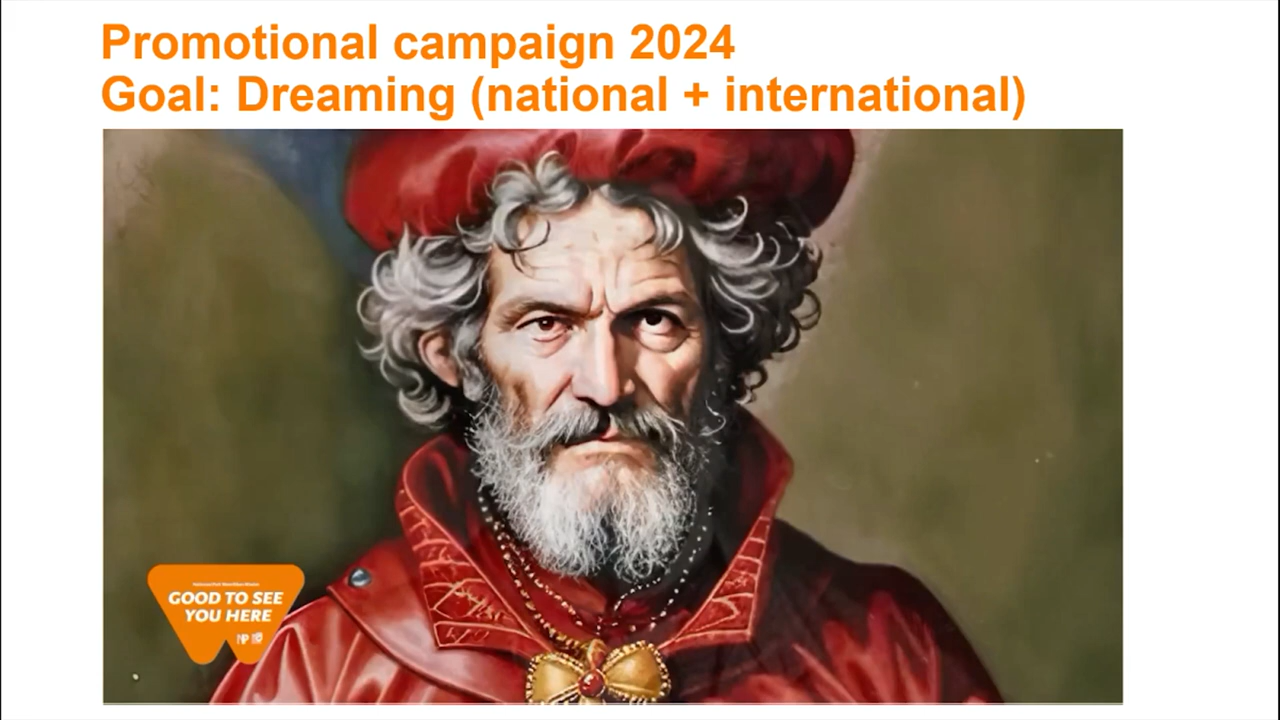 Promotional campaign 2024
Goal: Dreaming (national + international)
GOOD TO SEE
YOU HERE